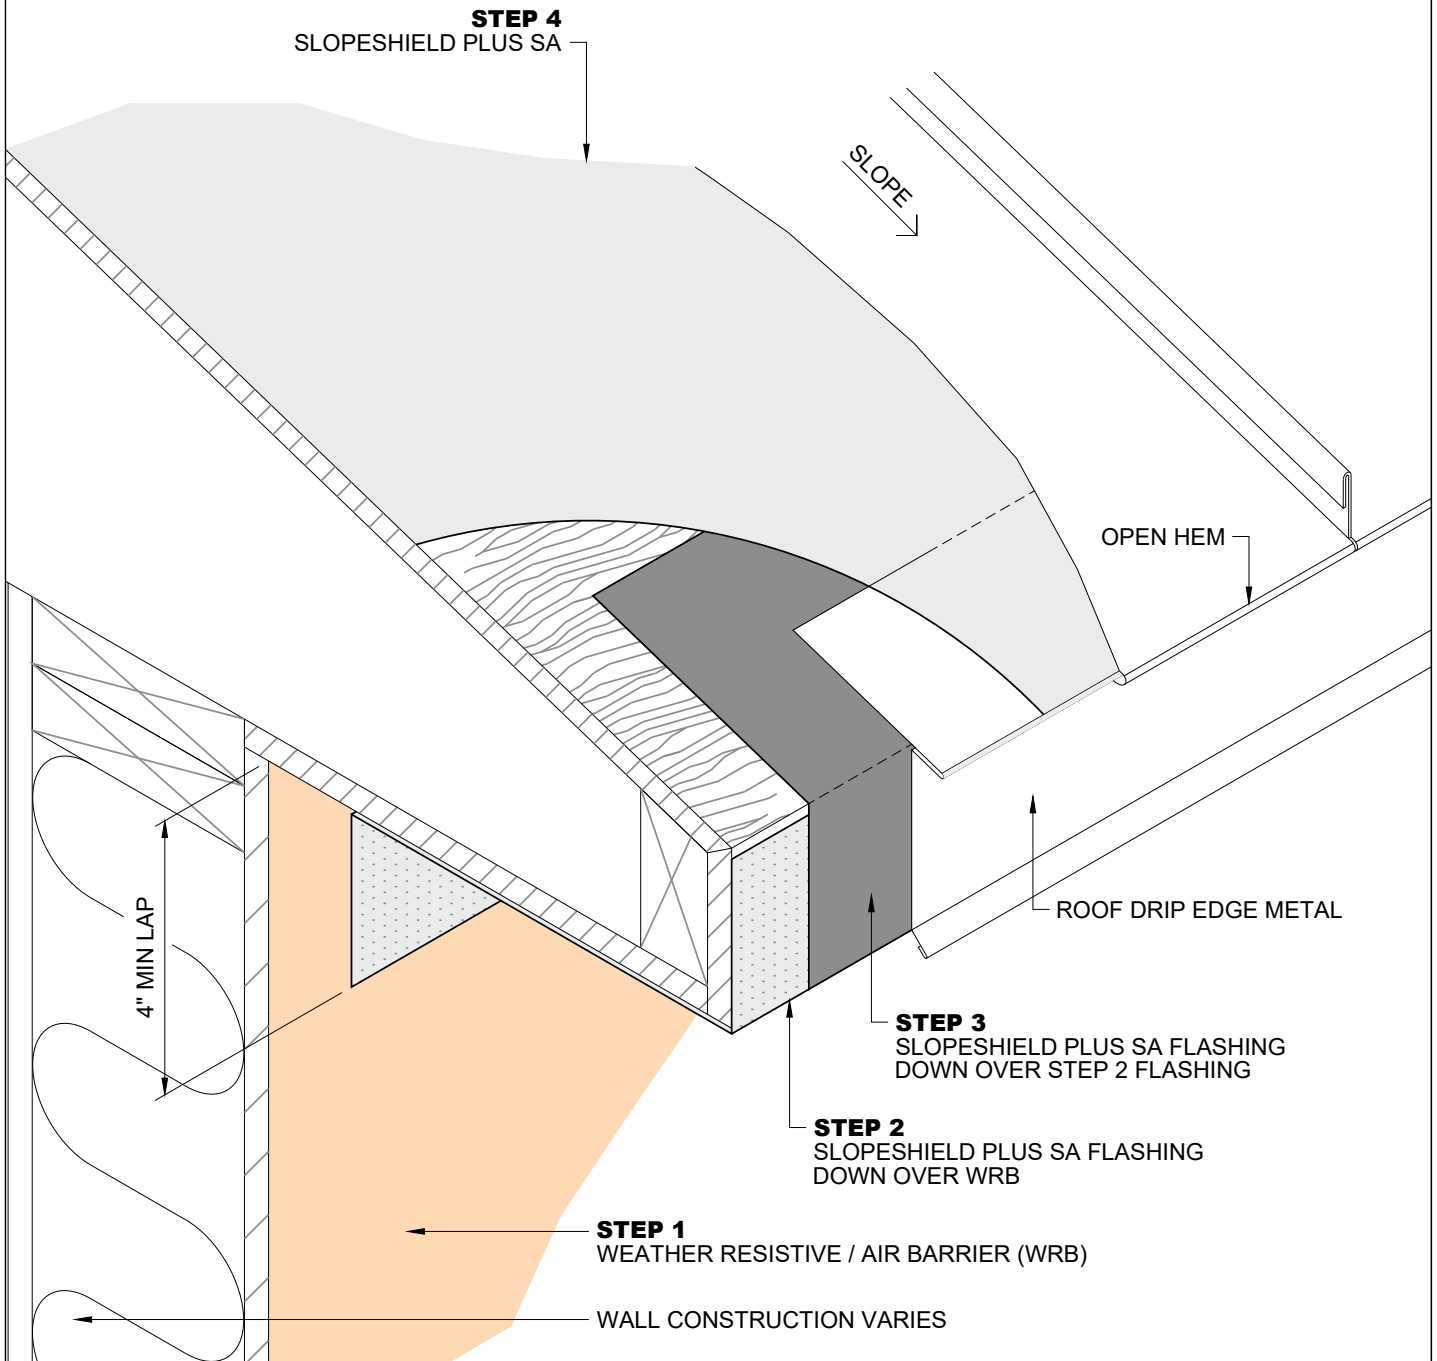 STEP 4
SLOPESHIELD PLUS SA
SLOPE
OPEN HEM
4" MIN LAP
ROOF DRIP EDGE METAL
STEP 3
SLOPESHIELD PLUS SA FLASHING
DOWN OVER STEP 2 FLASHING
STEP 2
SLOPESHIELD PLUS SA FLASHING
DOWN OVER WRB
STEP 1
WEATHER RESISTIVE / AIR BARRIER (WRB)
WALL CONSTRUCTION VARIES